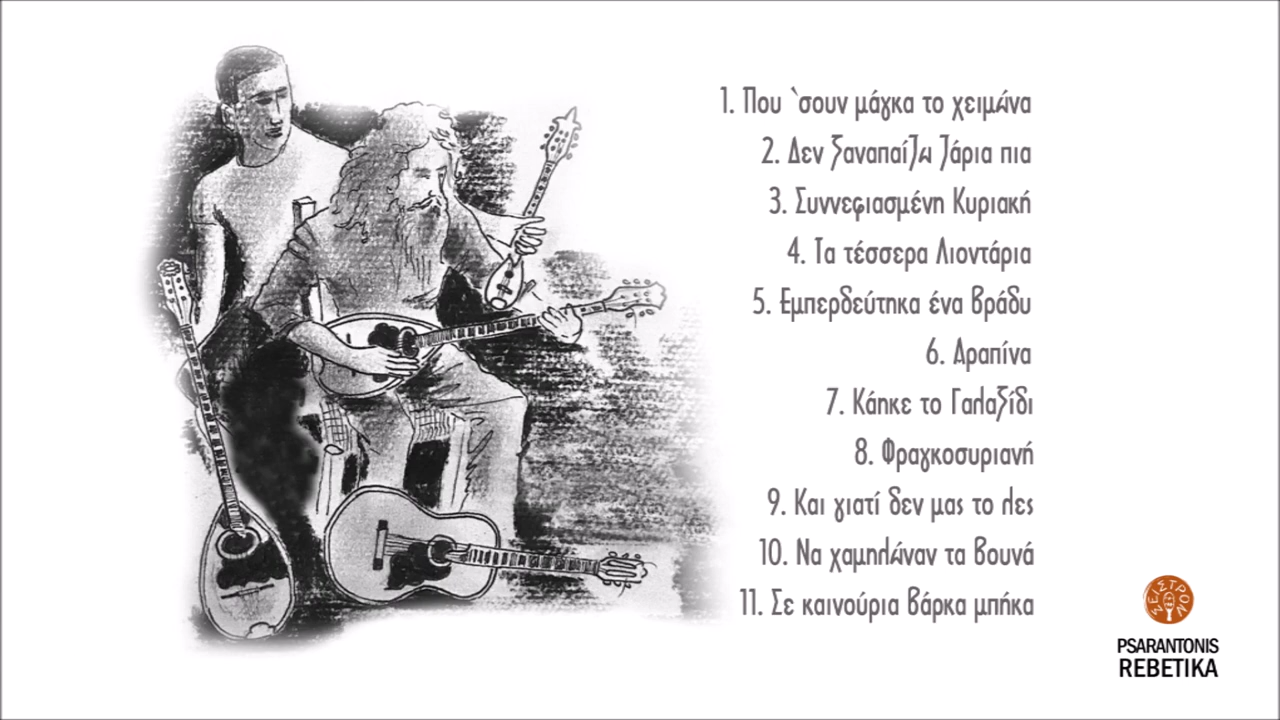 1. Που `σουν μάγκα το χειμώνα
2. Δεν ξαναπαίζω ζάρια πια
3. Συννεφιασμένη Κυριακή
4. Τα τέσσερα Λιοντάρια
5. Εμπερδεύτηκα ένα βράδυ
6. Αραπίνα
7. Κάηκε το Γαλαξίδι
8. Φραγκοσυριανή
9. Και γιατί δεν μας το λες
10. Να χαμηλώναν τα βουνά
11. Σε καινούρια βάρκα μπήκα
ΣΕΙΣΤΡΟΝ
PSARANTONIS
REBETIKA